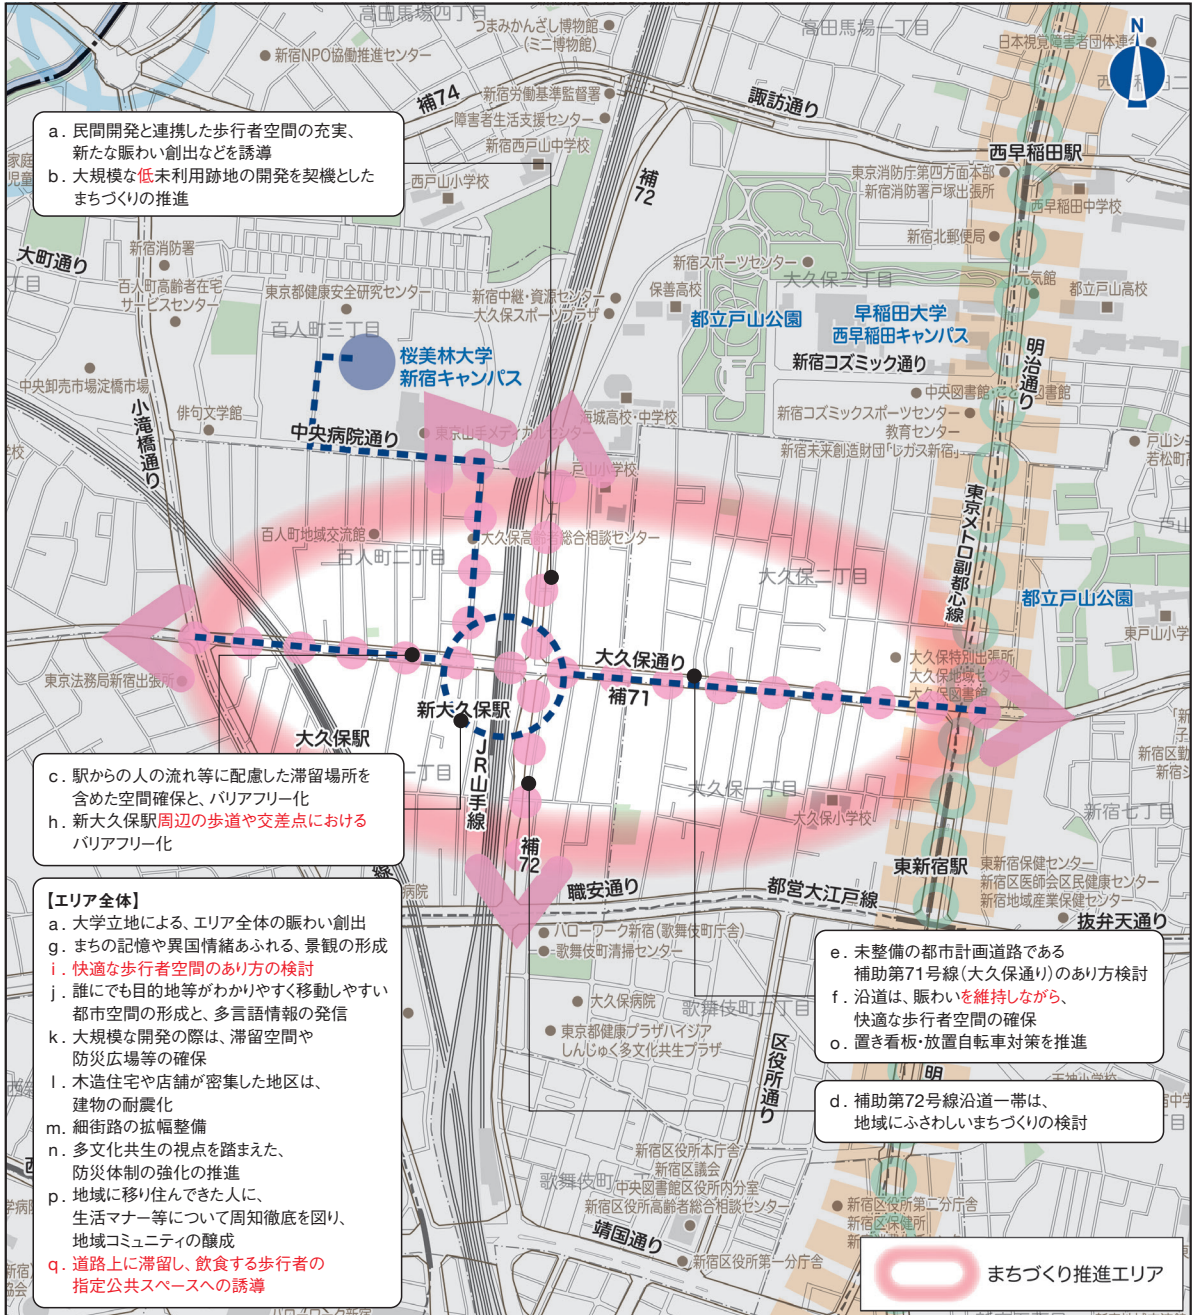 高田馬場四丁目
つまみかんざし博物館
(ミニ博物館)
高田馬場一丁目
日本視覚障害者団体連合
N
新宿NPO協働推進センター
補74
新宿労働基準監督署
障害者生活支援センター
新宿西戸山中学校
諏訪通り
西早稲田駅
東京消防庁第四方面本部
新宿消防署戸塚出張所
西早稲田中学校
a. 民間開発と連携した歩行者空間の充実、
新たな賑わい創出などを誘導
b. 大規模な低未利用跡地の開発を契機とした
まちづくりの推進
西戸山小学校
補72
新宿北郵便局
大町通り
新宿消防署
百人町高齢者在宅
サービスセンター
東京都健康安全研究センター
百人町三丁目
新宿中継・資源センター
大久保スポーツプラザ
新宿スポーツセンター
大久保三丁目
保善高校
都立戸山公園
早稲田大学
西早稲田キャンパス
元気館
都立戸山高校
桜美林大学
新宿キャンパス
新宿コズミック通り
明治通り
中央卸売市場淀橋市場
小滝橋通り
俳句文学館
中央病院通り
東京山手メディカルセンター
海城高校・中学校
中央図書館・こども図書館
新宿コズミックスポーツセンター
教育センター
新宿未来創造財団「レガス新宿」
戸山小学校
東京メトロ副都心線
百人町地域交流館
百人町二丁目
大久保高齢者総合相談センター
大久保二丁目
都立戸山公園
東戸山小学
大久保通り
補71
大久保特別出張所
大久保地域センター
大久保図書館
東京法務局新宿出張所
新大久保駅
大久保駅
JR山手線
c. 駅からの人の流れ等に配慮した滞留場所を
含めた空間確保と、バリアフリー化
h. 新大久保駅周辺の歩道や交差点における
バリアフリー化
一丁目
大久保一丁目
大久保小学校
新宿七丁目
補72
東新宿駅
東新宿保健センター
新宿区医師会区民健康センター
新宿地域産業保健センター
職安通り
都営大江戸線
抜弁天通り
【エリア全体】
a. 大学立地による、エリア全体の賑わい創出
g. まちの記憶や異国情緒あふれる、景観の形成
i. 快適な歩行者空間のあり方の検討
j. 誰にでも目的地等がわかりやすく移動しやすい
都市空間の形成と、多言語情報の発信
k. 大規模な開発の際は、滞留空間や
防災広場等の確保
l. 木造住宅や店舗が密集した地区は、
建物の耐震化
m. 細街路の拡幅整備
n. 多文化共生の視点を踏まえた、
防災体制の強化の推進
p. 地域に移り住んできた人に、
生活マナー等について周知徹底を図り、
地域コミュニティの醸成
q. 道路上に滞留し、飲食する歩行者の
指定公共スペースへの誘導
ハローワーク新宿(歌舞伎町庁舎)
歌舞伎町清掃センター
大久保病院
歌舞伎町二丁目
東京都健康プラザハイジア
しんじゅく多文化共生プラザ
区役所通り
e. 未整備の都市計画道路である
補助第71号線(大久保通り)のあり方検討
f. 沿道は、賑わいを維持しながら、
快適な歩行者空間の確保
o. 置き看板・放置自転車対策を推進
d. 補助第72号線沿道一帯は、
地域にふさわしいまちづくりの検討
新宿区役所本庁舎
新宿区議会
中央図書館区役所内分室
新宿区役所高齢者総合相談センター
歌舞伎町
靖国通り
新宿区役所第一分庁舎
新宿区役所第二分庁舎
新宿区保健所
まちづくり推進エリア